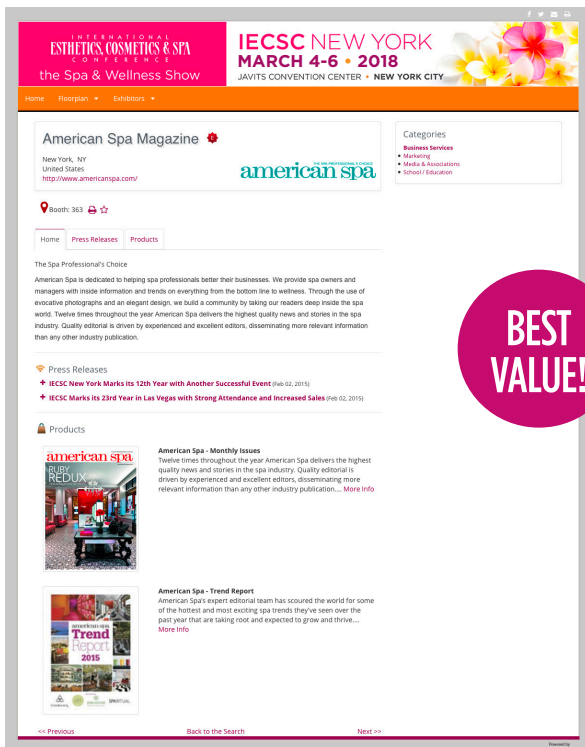 INTERNATIONAL
ESTHETICS, COSMETICS & SPA
CONFERENCE
the Spa & Wellness Show
IECSC NEW YORK
MARCH 4-6 • 2018
JAVITS CONVENTION CENTER • NEW YORK CITY
Home Floorplan Exhibitors
American Spa Magazine
New York, NY
United States
http://www.americanspa.com/
THE SPA PROFESSIONAL'S CHOICE
american spa
Categories
Business Services
Marketing
Media & Associations
School / Education
Booth: 363
Home Press Releases Products
The Spa Professional's Choice
American Spa is dedicated to helping spa professionals better their businesses. We provide spa owners and
managers with inside information and trends on everything from the bottom line to wellness. Through the use of
evocative photographs and an elegant design, we build a community by taking our readers deep inside the spa
world. Twelve times throughout the year American Spa delivers the highest quality news and stories in the spa
industry. Quality editorial is driven by experienced and excellent editors, disseminating more relevant information
than any other industry publication.
BEST
VALUE!
Press Releases
+ IECSC New York Marks its 12th Year with Another Successful Event (Feb 02, 2015)
+ IECSC Marks its 23rd Year in Las Vegas with Strong Attendance and Increased Sales (Feb 02, 2015)
Products
american spa
RUBY
REDUX
American Spa - Monthly Issues
Twelve times throughout the year American Spa delivers the highest
quality news and stories in the spa industry. Quality editorial is
driven by experienced and excellent editors, disseminating more
relevant information than any other industry publication.... More Info
american spa
Trend
Report
2015
SPARITUAL
American Spa - Trend Report
American Spa's expert editorial team has scoured the world for some
of the hottest and most exciting spa trends they've seen over the
past year that are taking root and expected to grow and thrive....
More Info
<< Previous Back to the Search Next >>
Powered by